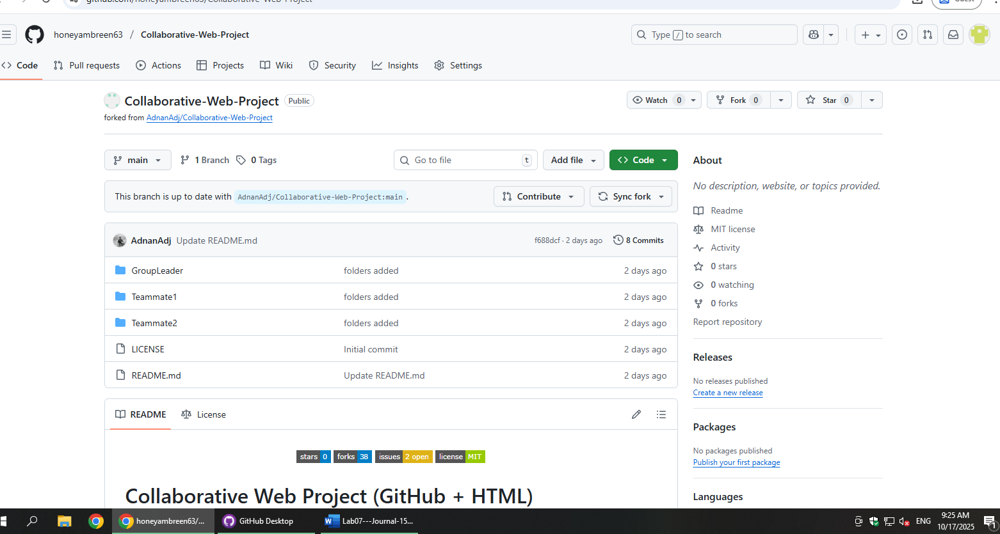 github.com/honeyambreen63/Collaborative-Web-Project
Guest
honeyambreen63 / Collaborative-Web-Project
Type / to search
Code Pull requests Actions Projects Wiki Security Insights Settings
Collaborative-Web-Project Public
Watch 0 Fork 0 Star 0
forked from AdnanAdj/Collaborative-Web-Project
main 1 Branch 0 Tags Go to file t Add file Code
This branch is up to date with AdnanAdj/Collaborative-Web-Project:main . Contribute Sync fork
AdnanAdj Update README.md f688dcf · 2 days ago 8 Commits
GroupLeader folders added 2 days ago
Teammate1 folders added 2 days ago
Teammate2 folders added 2 days ago
LICENSE Initial commit 2 days ago
README.md Update README.md 2 days ago
README License
stars 0 forks 38 issues 2 open license MIT
Collaborative Web Project (GitHub + HTML)
About
No description, website, or topics provided.
Readme
MIT license
Activity
0 stars
0 watching
0 forks
Report repository
Releases
No releases published
Create a new release
Packages
No packages published
Publish your first package
Languages
honeyambreen63/... GitHub Desktop Lab07---Journal-15... ENG
9:25 AM
10/17/2025
1